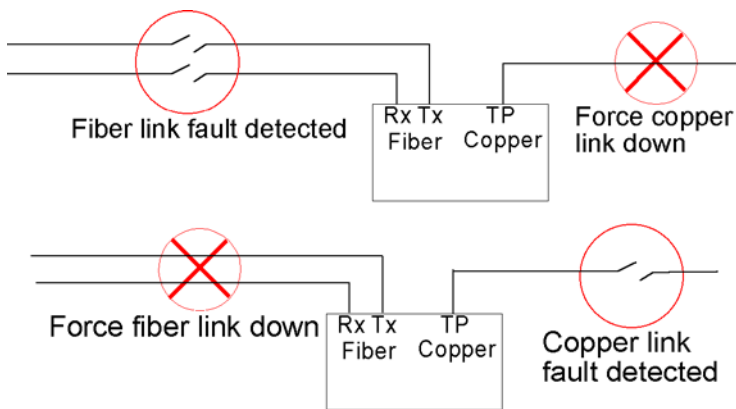 Fiber link fault detected
Rx Tx TP
Fiber Copper
Force copper
link down
Force fiber link down
Rx Tx TP
Fiber Copper
Copper link
fault detected